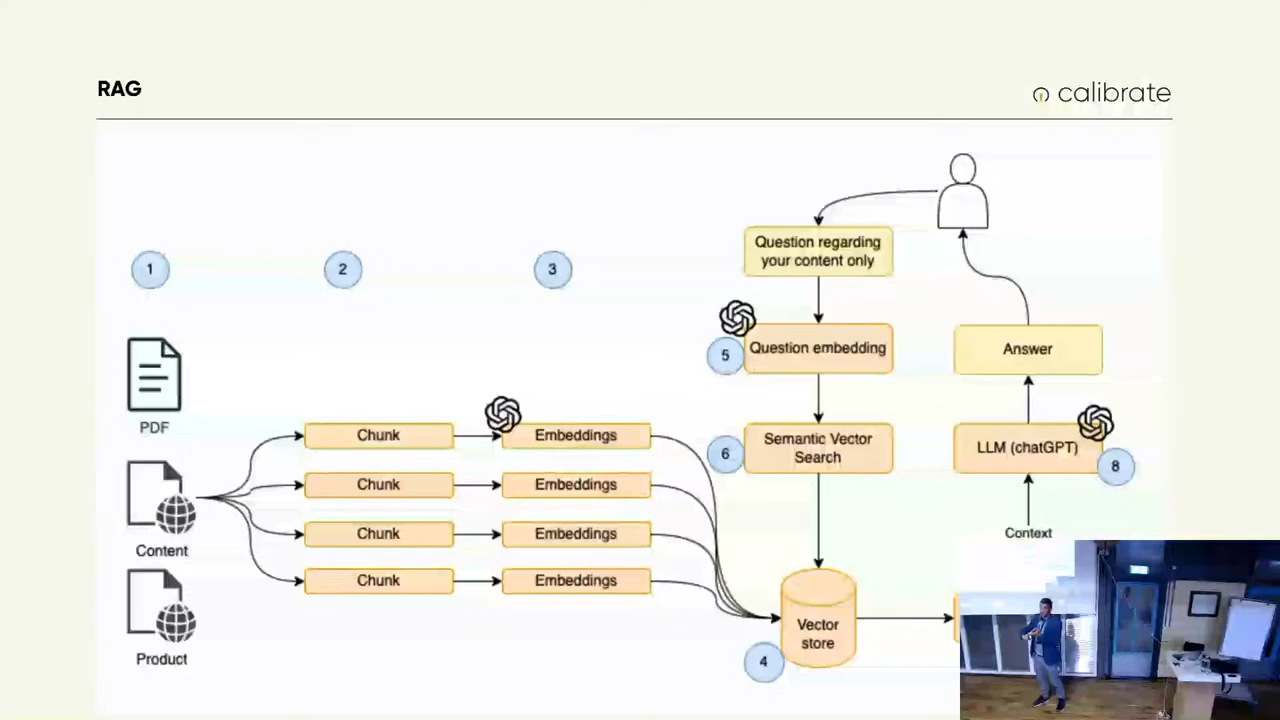 RAG
calibrate
1
2
3
PDF
Content
Product
Chunk
Chunk
Chunk
Chunk
Embeddings
Embeddings
Embeddings
Embeddings
Question regarding
your content only
5
Question embedding
6
Semantic Vector
Search
4
Vector
store
Answer
LLM (chatGPT)
8
Context